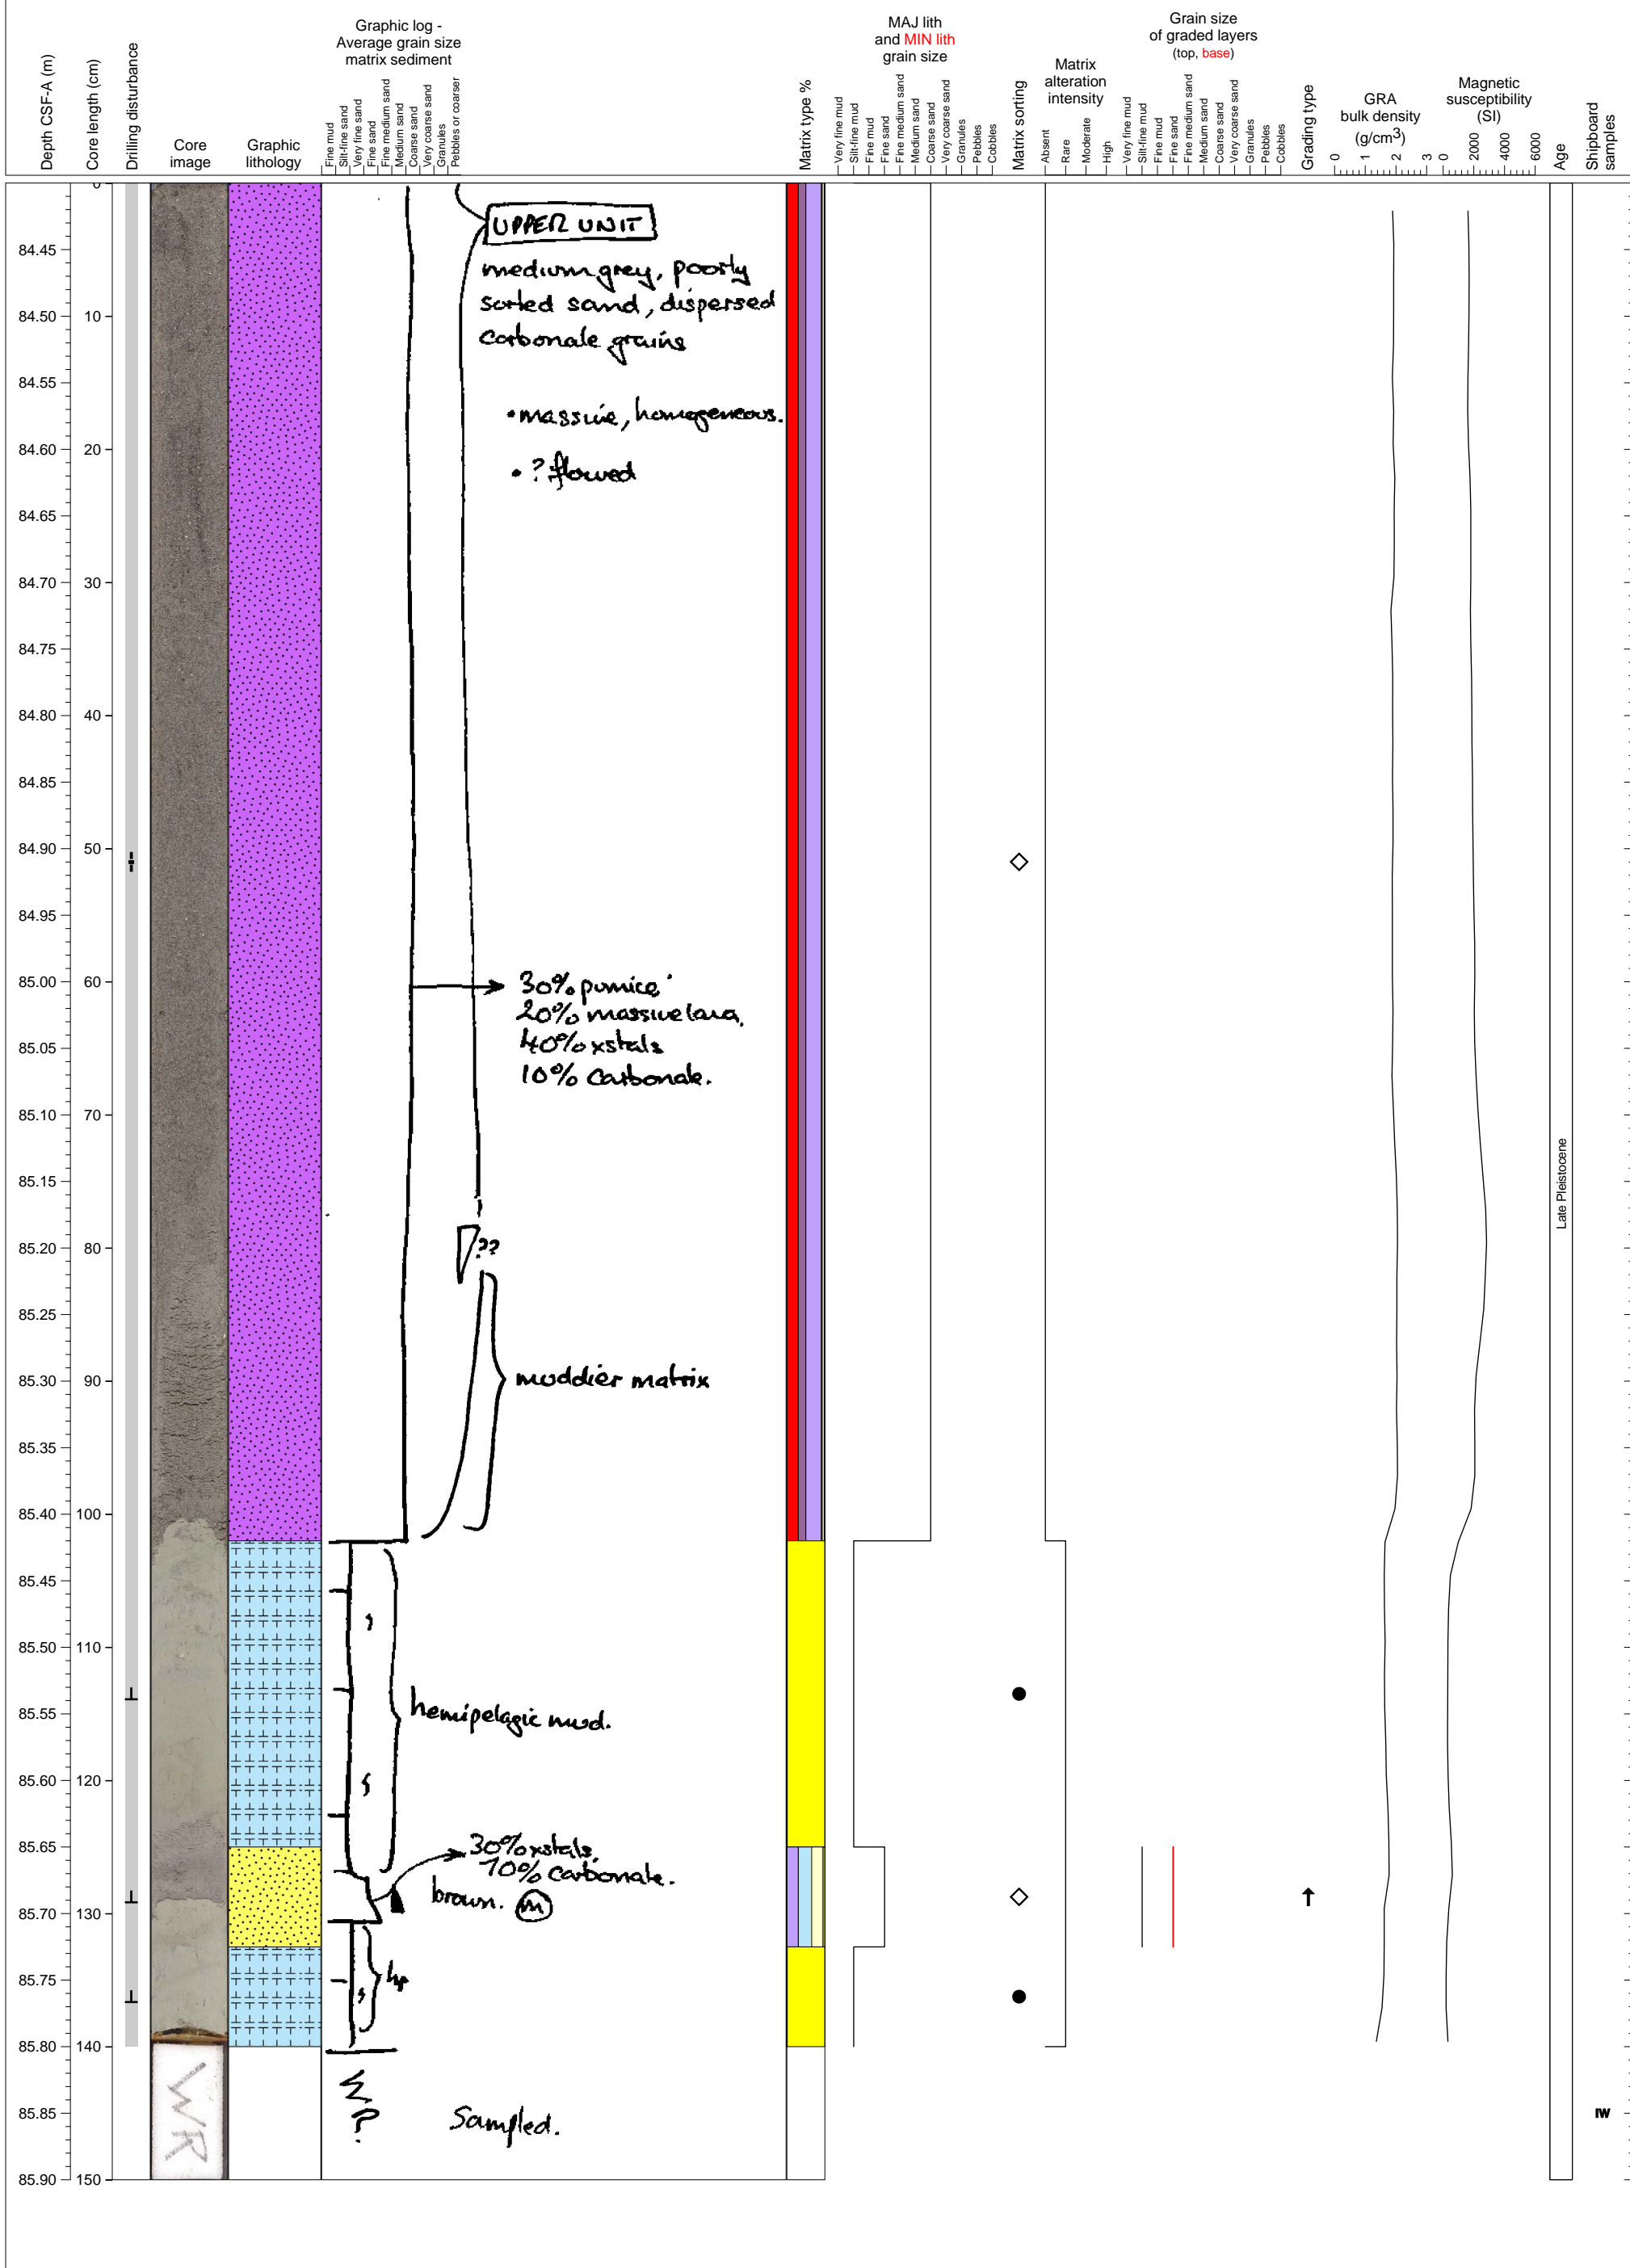 Depth CSF-A (m)
Core length (cm)
Drilling disturbance
Core
image
Graphic
lithology
Graphic log -
Average grain size
matrix sediment
Fine mud
Silt-fine sand
Very fine sand
Fine sand
Fine medium sand
Medium sand
Coarse sand
Very coarse sand
Granules
Pebbles or coarser
Matrix type %
MAJ lith
and MIN lith
grain size
Very fine mud
Silt-fine mud
Fine mud
Fine sand
Fine medium sand
Medium sand
Coarse sand
Very coarse sand
Granules
Pebbles
Cobbles
Matrix sorting
Matrix
alteration
intensity
Absent
Rare
Moderate
High
Grain size
of graded layers
(top, base)
Very fine mud
Silt-fine mud
Fine mud
Fine sand
Fine medium sand
Medium sand
Coarse sand
Very coarse sand
Granules
Pebbles
Cobbles
Grading type
GRA
bulk density
(g/cm3)
0 1 2 3
Magnetic
susceptibility
(SI)
0 2000 4000 6000
Age
Shipboard
samples
0
84.45
84.50 10
84.55
84.60 20
84.65
84.70 30
84.75
84.80 40
84.85
84.90 50
84.95
85.00 60
85.05
85.10 70
85.15
85.20 80
85.25
85.30 90
85.35
85.40 100
85.45
85.50 110
85.55
85.60 120
85.65
85.70 130
85.75
85.80 140
85.85
85.90 150
UPPER UNIT
medium grey, poorly
sorted sand, dispersed
carbonate grains
• massive, homogeneous.
• ? flowed
30% pumice
20% massive lava,
40% xstals
10% Carbonate.
??
muddier matrix
hemipelagic mud.
30% xstals,
70% carbonate.
brown. M
hp
WR
Sampled.
WR
Late Pleistocene
IW